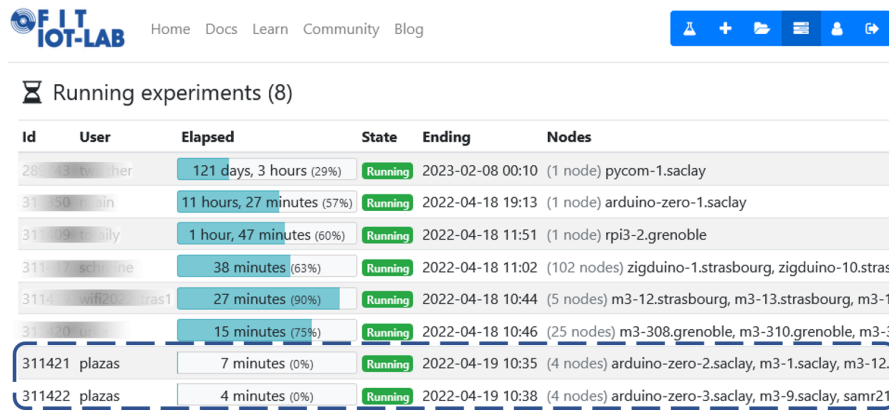 FIT
IOT-LAB
Home Docs Learn Community Blog
Running experiments (8)
Id User Elapsed State Ending Nodes
121 days, 3 hours (29%) Running 2023-02-08 00:10 (1 node) pycom-1.saclay
11 hours, 27 minutes (57%) Running 2022-04-18 19:13 (1 node) arduino-zero-1.saclay
1 hour, 47 minutes (60%) Running 2022-04-18 11:51 (1 node) rpi3-2.grenoble
38 minutes (63%) Running 2022-04-18 11:02 (102 nodes) zigduino-1.strasbourg, zigduino-10.stras
27 minutes (90%) Running 2022-04-18 10:44 (5 nodes) m3-12.strasbourg, m3-13.strasbourg, m3-1
15 minutes (75%) Running 2022-04-18 10:46 (25 nodes) m3-308.grenoble, m3-310.grenoble, m3-3
311421 plazas 7 minutes (0%) Running 2022-04-19 10:35 (4 nodes) arduino-zero-2.saclay, m3-1.saclay, m3-12.
311422 plazas 4 minutes (0%) Running 2022-04-19 10:38 (4 nodes) arduino-zero-3.saclay, m3-9.saclay, samr21